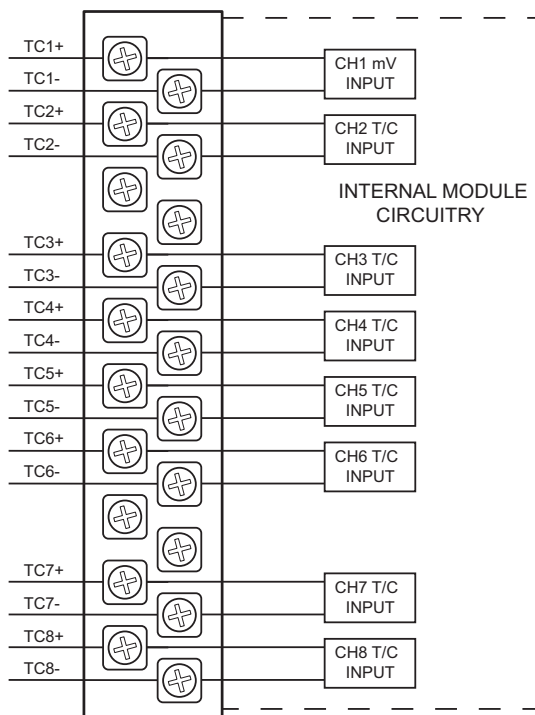 TC1+
CH1 mV
INPUT
TC1-
TC2+
CH2 T/C
INPUT
TC2-
INTERNAL MODULE
CIRCUITRY
TC3+
CH3 T/C
INPUT
TC3-
TC4+
CH4 T/C
INPUT
TC4-
TC5+
CH5 T/C
INPUT
TC5-
TC6+
CH6 T/C
INPUT
TC6-
TC7+
CH7 T/C
INPUT
TC7-
TC8+
CH8 T/C
INPUT
TC8-